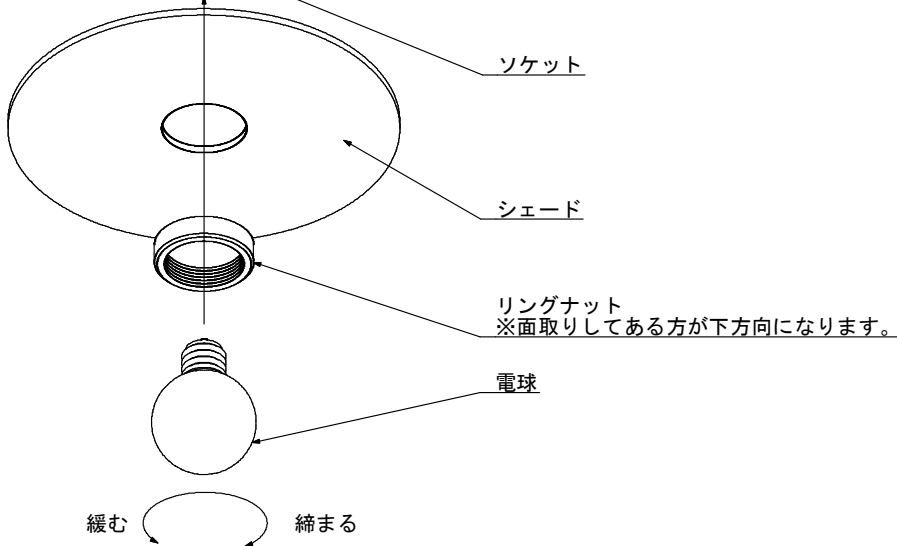 ソケット
シェード
リングナット
※面取りしてある方が下方向になります。
電球
緩む
締まる